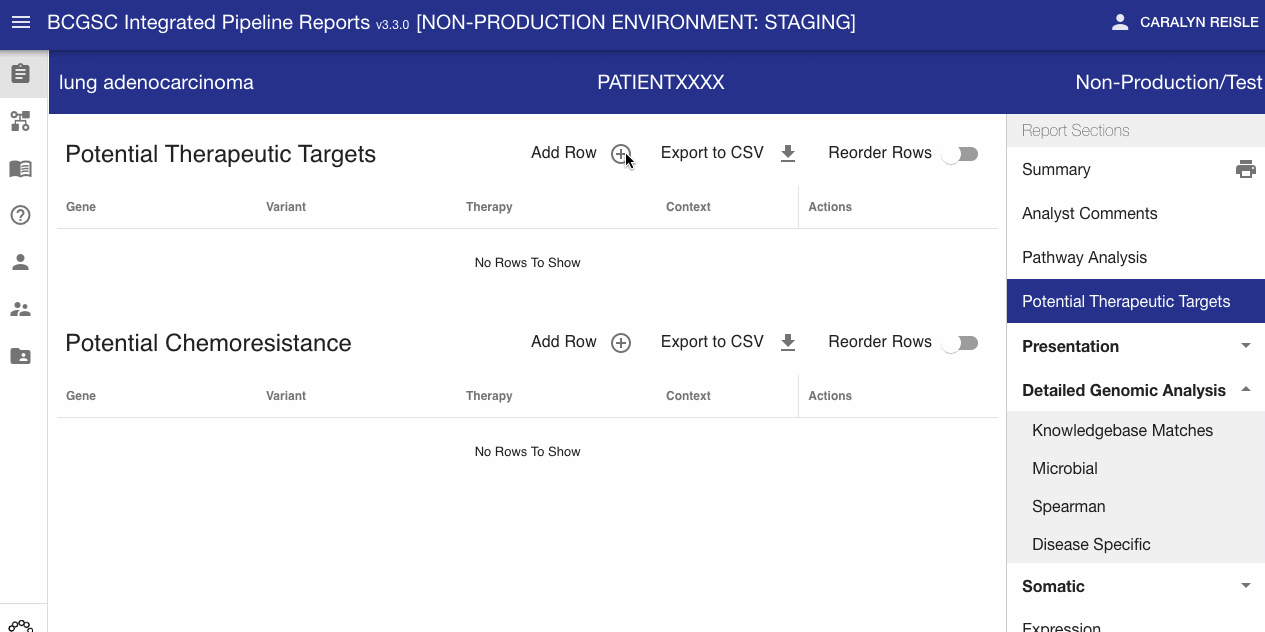 BCGSC Integrated Pipeline Reports v3.3.0 [NON-PRODUCTION ENVIRONMENT: STAGING] CARALYN REISLE
lung adenocarcinoma PATIENTXXXX Non-Production/Test
Potential Therapeutic Targets Add Row Export to CSV Reorder Rows
Gene Variant Therapy Context Actions
No Rows To Show
Potential Chemoresistance Add Row Export to CSV Reorder Rows
Gene Variant Therapy Context Actions
No Rows To Show
Report Sections
Summary
Analyst Comments
Pathway Analysis
Potential Therapeutic Targets
Presentation
Detailed Genomic Analysis
Knowledgebase Matches
Microbial
Spearman
Disease Specific
Somatic
Expression